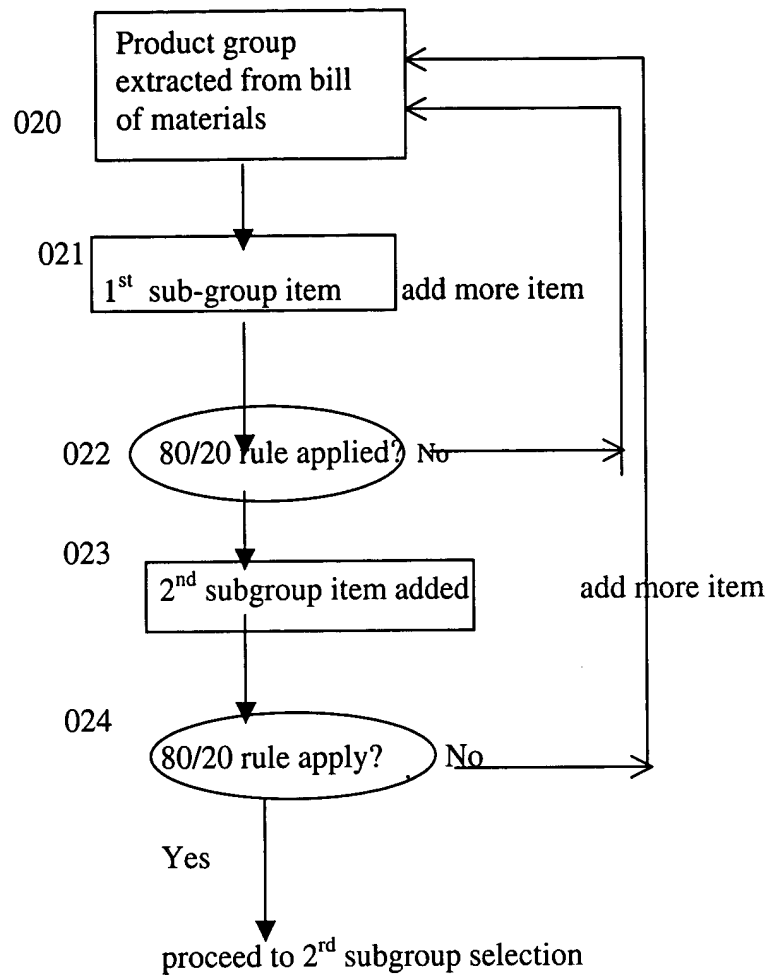 Product group
extracted from bill
of materials
020
021
1st sub-group item
add more item
022
80/20 rule applied?
No
023
2nd subgroup item added
add more item
024
80/20 rule apply?
No
Yes
proceed to 2rd subgroup selection